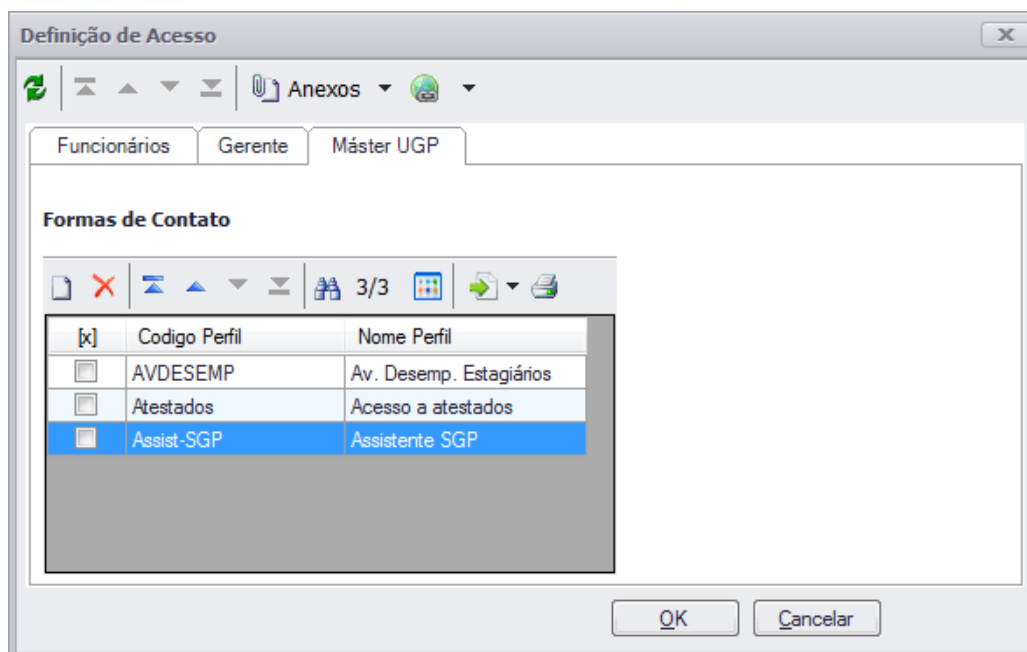 Definição de Acesso
Anexos
Funcionários Gerente Máster UGP
Formas de Contato
3/3
[x] Codigo Perfil Nome Perfil
AVDESEMP Av. Desemp. Estagiários
Atestados Acesso a atestados
Assist-SGP Assistente SGP
OK Cancelar